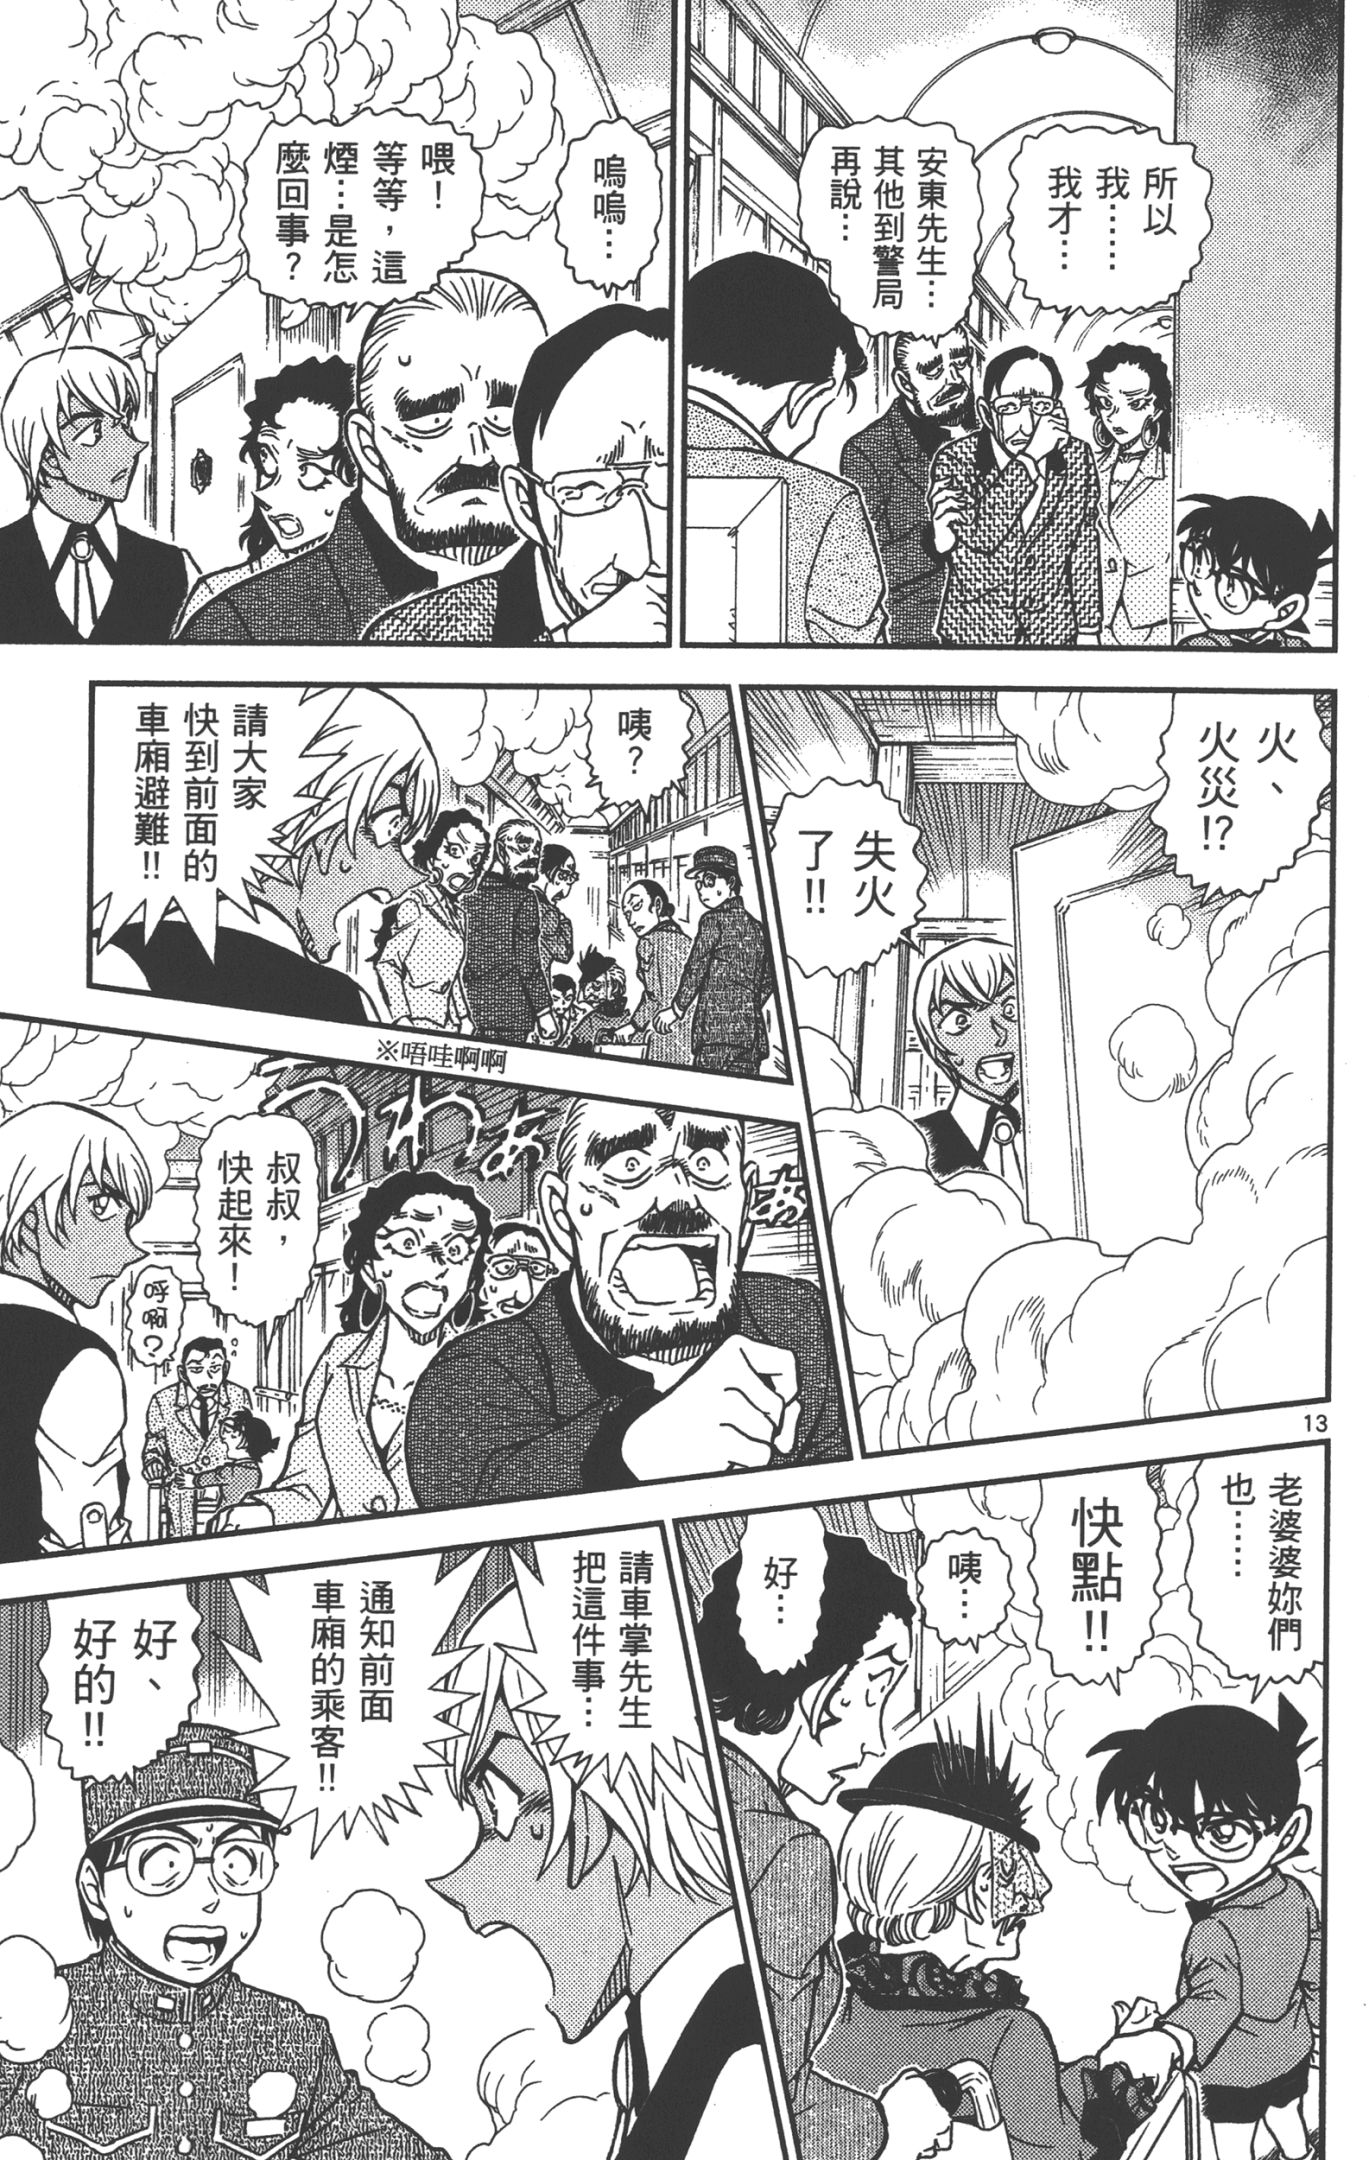 所以
我……
我才…
安東先生…
其他到警局
再說…
嗚嗚…
喂！
等等，這
煙…是怎
麼回事？
火、
火災!?
失火
了!!
咦？
請大家
快到前面的
車廂避難!!
※唔哇啊啊
うわぁぁ
叔叔，
快起來！
呼啊？
老婆婆妳們
也……
快點!!
咦…
好…
請車掌先生
把這件事…
通知前面
車廂的乘客!!
好、
好的!!
13